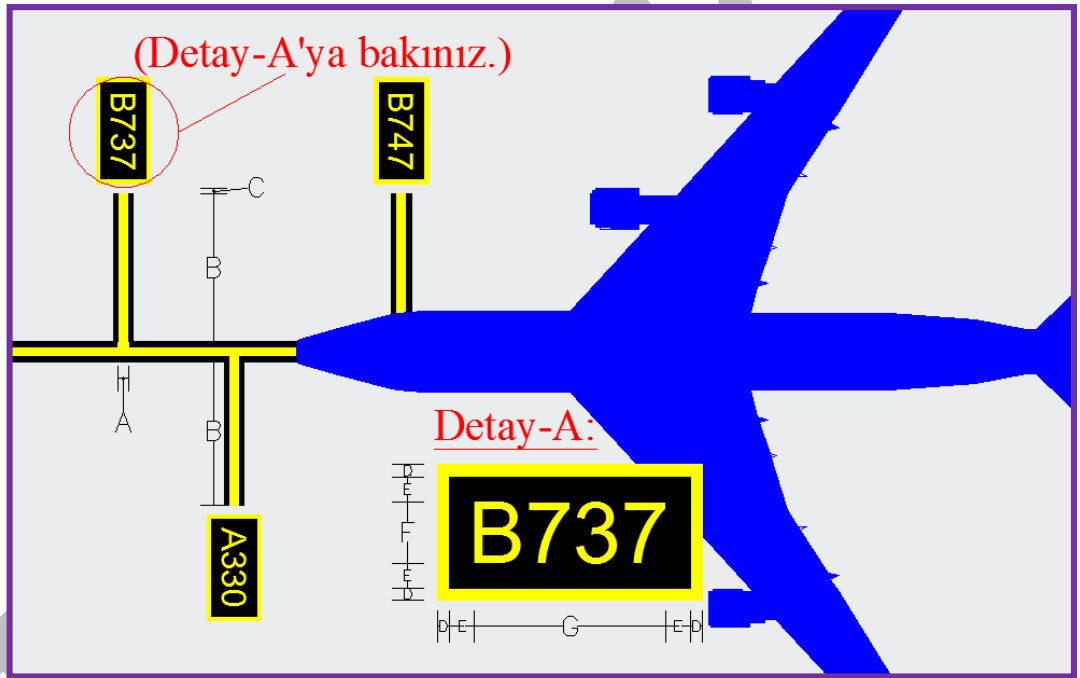 (Detay-A'ya bakınız.)
B737
B747
C
B
A
B
A330
Detay-A:
D
E
F
E
D
B737
D E G E D